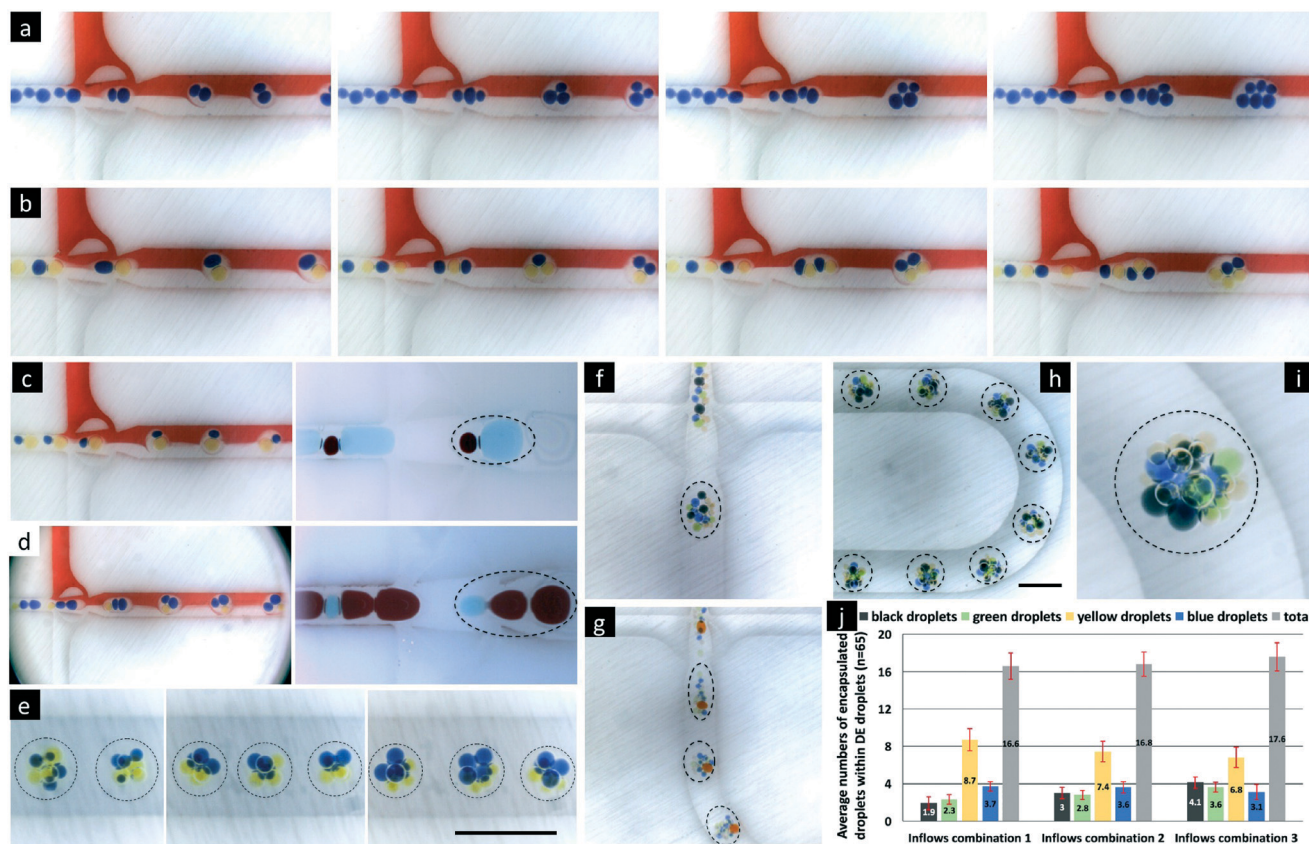 a
b
c
d
e
f
g
h
i
j
black droplets green droplets yellow droplets blue droplets total
Average numbers of encapsulated
droplets within DE droplets (n=65)
20
16
12
8
4
0
1.9
2.3
8.7
3.7
16.6
3
2.8
7.4
3.6
16.8
4.1
3.6
6.8
3.1
17.6
Inflows combination 1 Inflows combination 2 Inflows combination 3